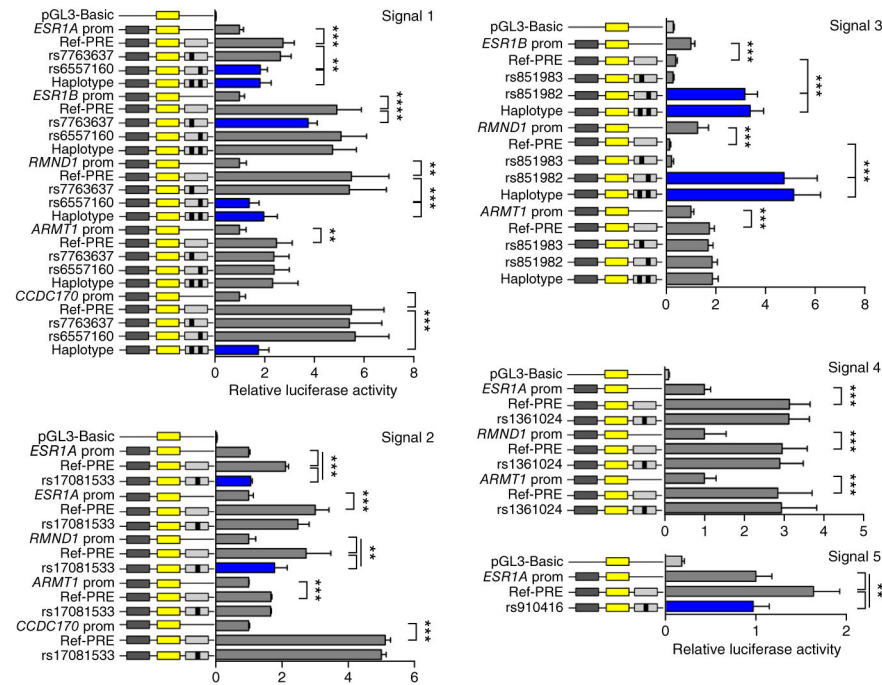 Signal 1
pGL3-Basic
ESR1A prom
Ref-PRE
rs7763637
rs6557160
Haplotype
ESR1B prom
Ref-PRE
rs7763637
rs6557160
Haplotype
RMND1 prom
Ref-PRE
rs7763637
rs6557160
Haplotype
ARMT1 prom
Ref-PRE
rs7763637
rs6557160
Haplotype
CCDC170 prom
Ref-PRE
rs7763637
rs6557160
Haplotype
***
**
****
**
***
**
***
0 2 4 6 8
Relative luciferase activity
Signal 2
pGL3-Basic
ESR1A prom
Ref-PRE
rs17081533
ESR1A prom
Ref-PRE
rs17081533
RMND1 prom
Ref-PRE
rs17081533
ARMT1 prom
Ref-PRE
rs17081533
CCDC170 prom
Ref-PRE
rs17081533
***
***
**
***
***
0 2 4 6
Signal 3
pGL3-Basic
ESR1B prom
Ref-PRE
rs851983
rs851982
Haplotype
RMND1 prom
Ref-PRE
rs851983
rs851982
Haplotype
ARMT1 prom
Ref-PRE
rs851983
rs851982
Haplotype
***
***
***
***
***
0 2 4 6 8
Signal 4
pGL3-Basic
ESR1A prom
Ref-PRE
rs1361024
RMND1 prom
Ref-PRE
rs1361024
ARMT1 prom
Ref-PRE
rs1361024
***
***
***
0 1 2 3 4 5
Signal 5
pGL3-Basic
ESR1A prom
Ref-PRE
rs910416
**
0 1 2
Relative luciferase activity